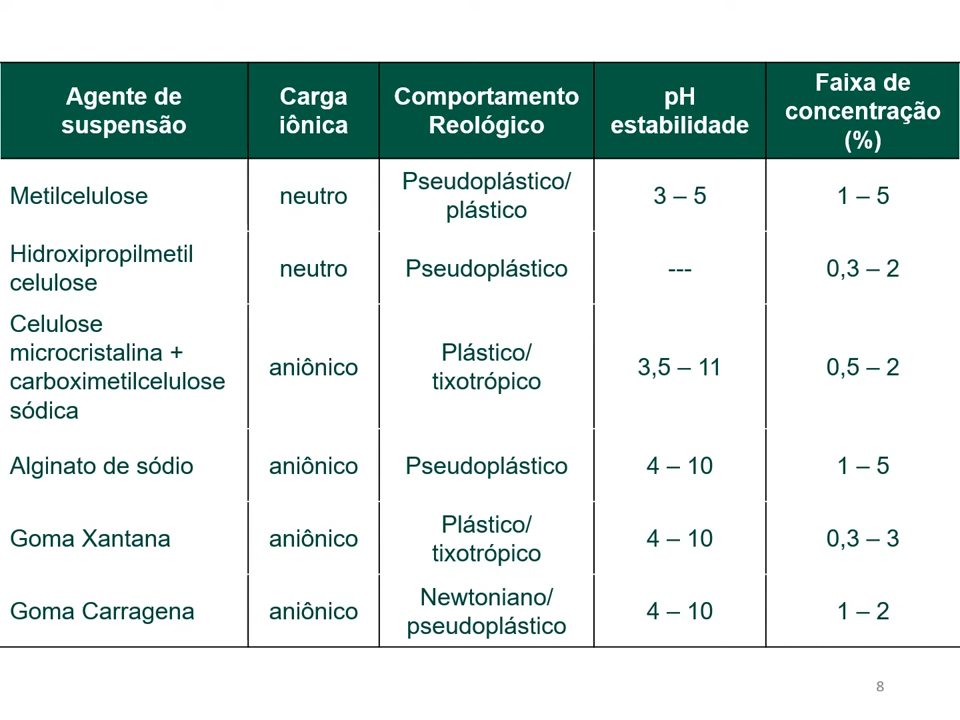 Agente de
suspensão
Carga
iônica
Comportamento
Reológico
pH
estabilidade
Faixa de
concentração
(%)
Metilcelulose
neutro
Pseudoplástico/
plástico
3 – 5
1 – 5
Hidroxipropilmetil
celulose
neutro
Pseudoplástico
---
0,3 – 2
Celulose
microcristalina +
carboximetilcelulose
sódica
aniônico
Plástico/
tixotrópico
3,5 – 11
0,5 – 2
Alginato de sódio
aniônico
Pseudoplástico
4 – 10
1 – 5
Goma Xantana
aniônico
Plástico/
tixotrópico
4 – 10
0,3 – 3
Goma Carragena
aniônico
Newtoniano/
pseudoplástico
4 – 10
1 – 2
8